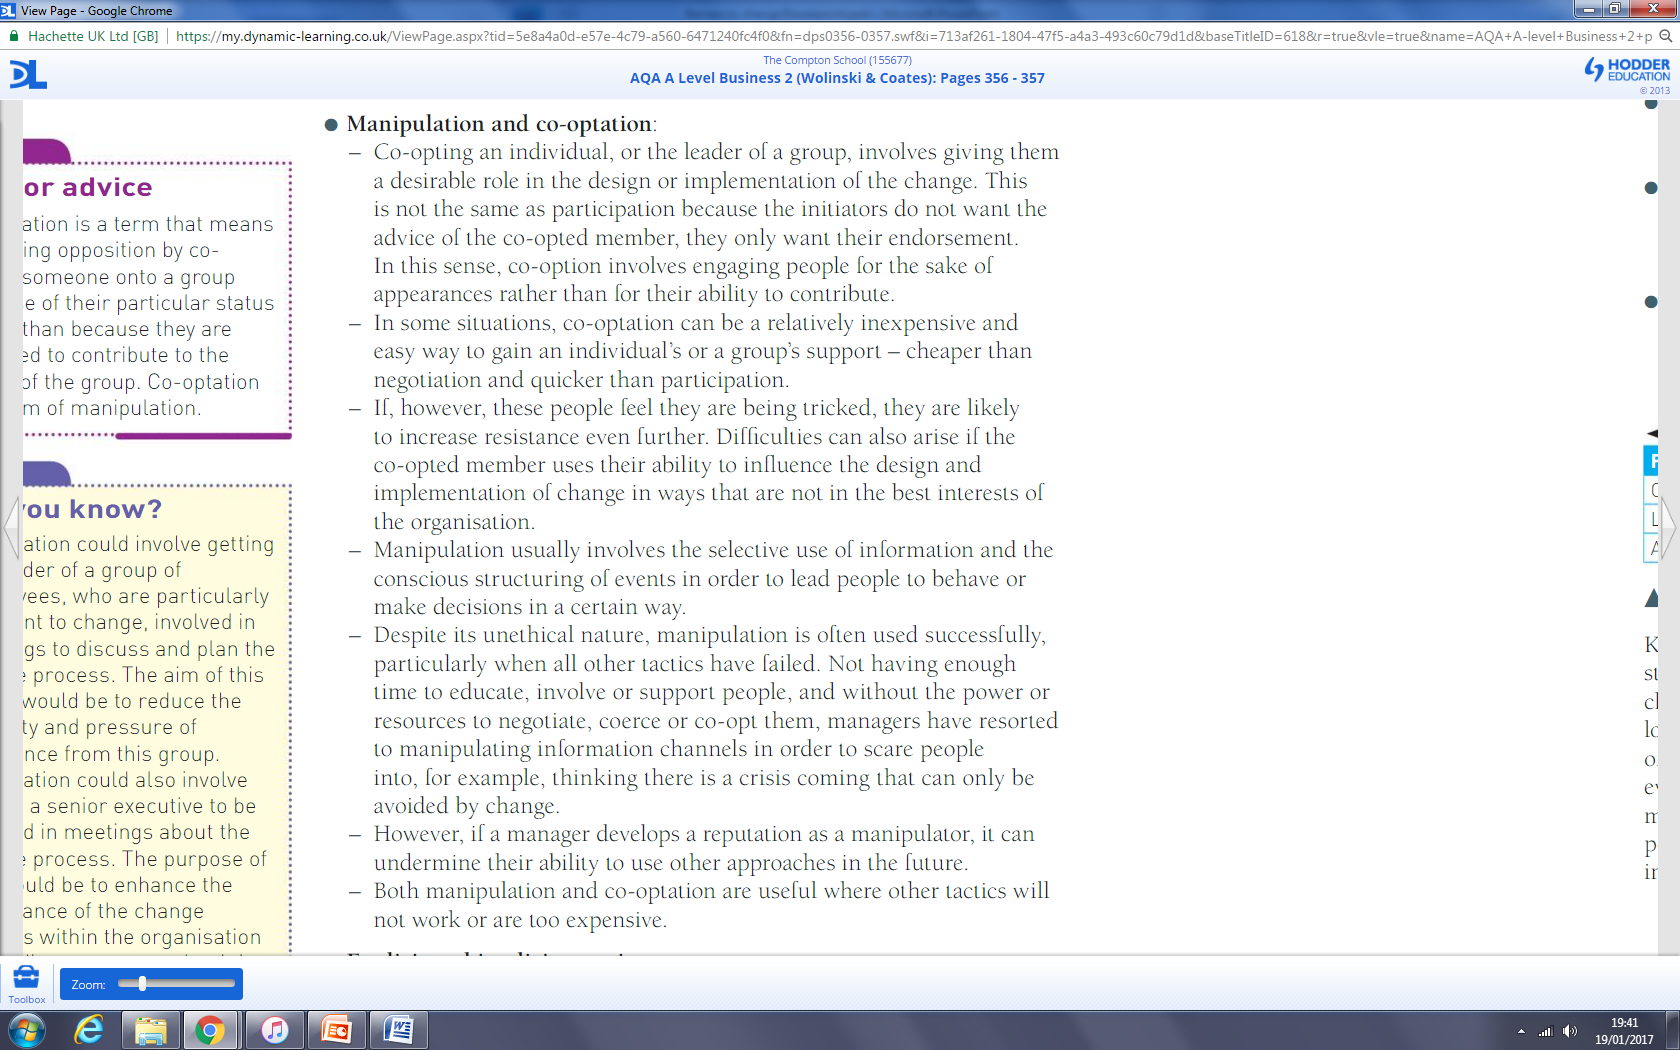 View Page - Google Chrome
Hachette UK Ltd [GB] | https://my.dynamic-learning.co.uk/ViewPage.aspx?tid=5e8a4a0d-e57e-4c79-a560-6471240fc4f0&fn=dps0356-0357.swf&i=713af261-1804-47f5-a4a3-493c60c79d1d&baseTitleID=618&r=true&vle=true&name=AQA+A-level+Business+2+p
DL
The Compton School (155677)
AQA A Level Business 2 (Wolinski & Coates): Pages 356 - 357
HODDER
EDUCATION
© 2013
or advice
ation is a term that means
ing opposition by co-
someone onto a group
e of their particular status
than because they are
ed to contribute to the
of the group. Co-optation
m of manipulation.
you know?
ation could involve getting
der of a group of
yees, who are particularly
nt to change, involved in
gs to discuss and plan the
e process. The aim of this
would be to reduce the
ty and pressure of
nce from this group.
ation could also involve
a senior executive to be
d in meetings about the
e process. The purpose of
uld be to enhance the
ance of the change
s within the organisation
● Manipulation and co-optation:
– Co-opting an individual, or the leader of a group, involves giving them
a desirable role in the design or implementation of the change. This
is not the same as participation because the initiators do not want the
advice of the co-opted member, they only want their endorsement.
In this sense, co-option involves engaging people for the sake of
appearances rather than for their ability to contribute.
– In some situations, co-optation can be a relatively inexpensive and
easy way to gain an individual's or a group's support – cheaper than
negotiation and quicker than participation.
– If, however, these people feel they are being tricked, they are likely
to increase resistance even further. Difficulties can also arise if the
co-opted member uses their ability to influence the design and
implementation of change in ways that are not in the best interests of
the organisation.
– Manipulation usually involves the selective use of information and the
conscious structuring of events in order to lead people to behave or
make decisions in a certain way.
– Despite its unethical nature, manipulation is often used successfully,
particularly when all other tactics have failed. Not having enough
time to educate, involve or support people, and without the power or
resources to negotiate, coerce or co-opt them, managers have resorted
to manipulating information channels in order to scare people
into, for example, thinking there is a crisis coming that can only be
avoided by change.
– However, if a manager develops a reputation as a manipulator, it can
undermine their ability to use other approaches in the future.
– Both manipulation and co-optation are useful where other tactics will
not work or are too expensive.
F
L
A
K
st
cl
lo
o
m
p
in
Toolbox
Zoom:
19:41
19/01/2017